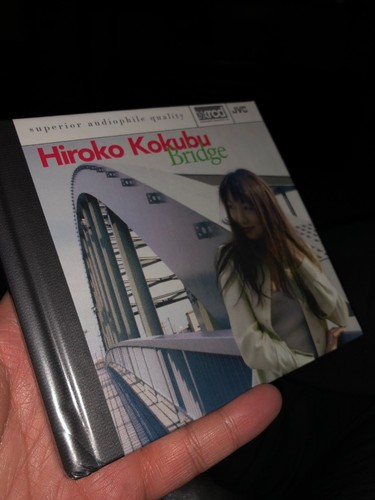 superior audiophile quality
xrcd
JVC
Hiroko Kokubu
Bridge